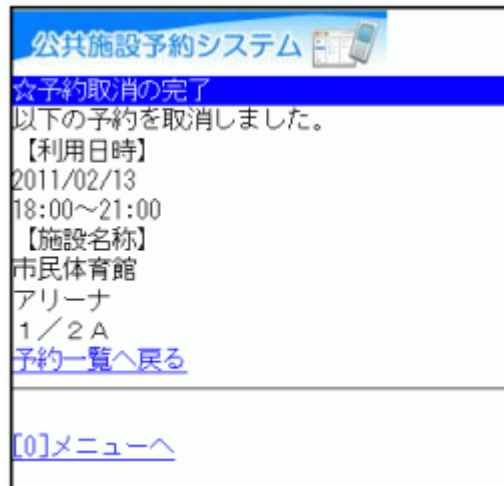 公共施設予約システム
☆予約取消の完了
以下の予約を取消しました。
【利用日時】
2011/02/13
18:00～21:00
【施設名称】
市民体育館
アリーナ
１／２Ａ
予約一覧へ戻る
[0]メニューへ